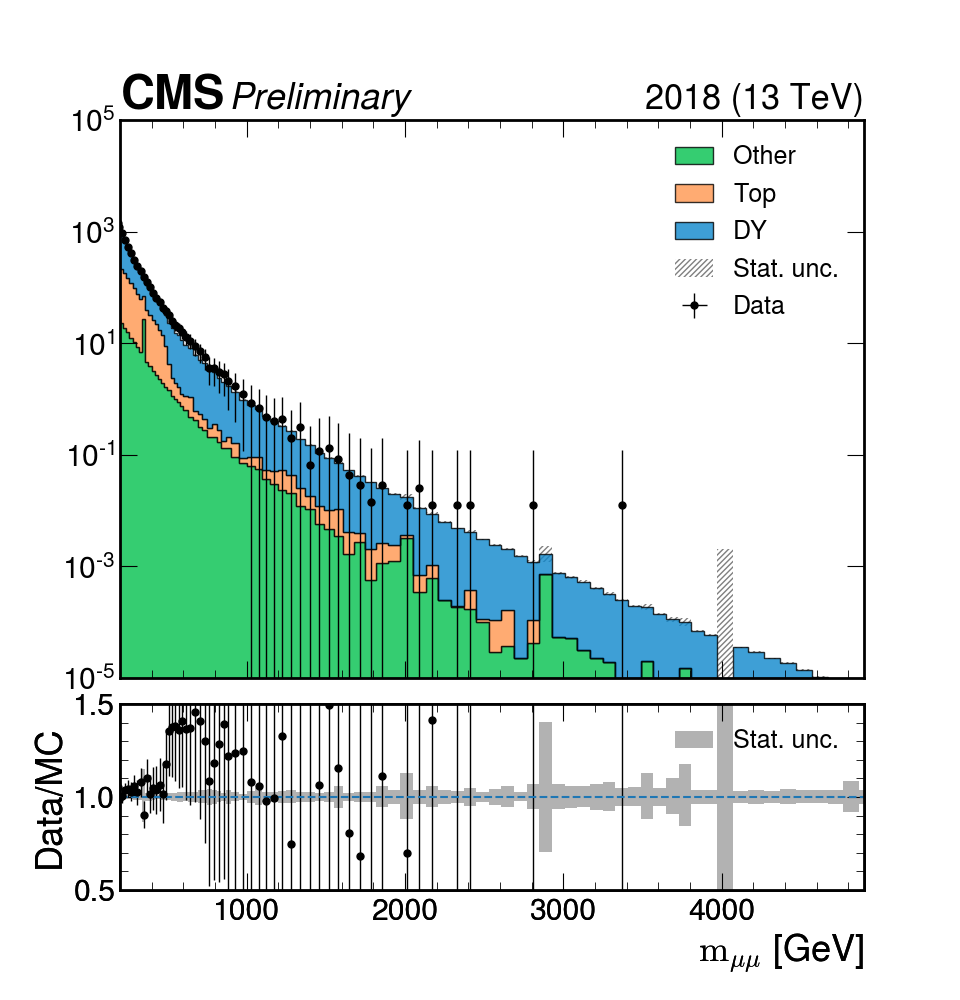 CMS Preliminary 2018 (13 TeV)
10^5
10^3
10^1
10^-1
10^-3
10^-5
Other
Top
DY
Stat. unc.
Data
Data/MC
1.5
1.0
0.5
Stat. unc.
1000 2000 3000 4000
m_μμ [GeV]